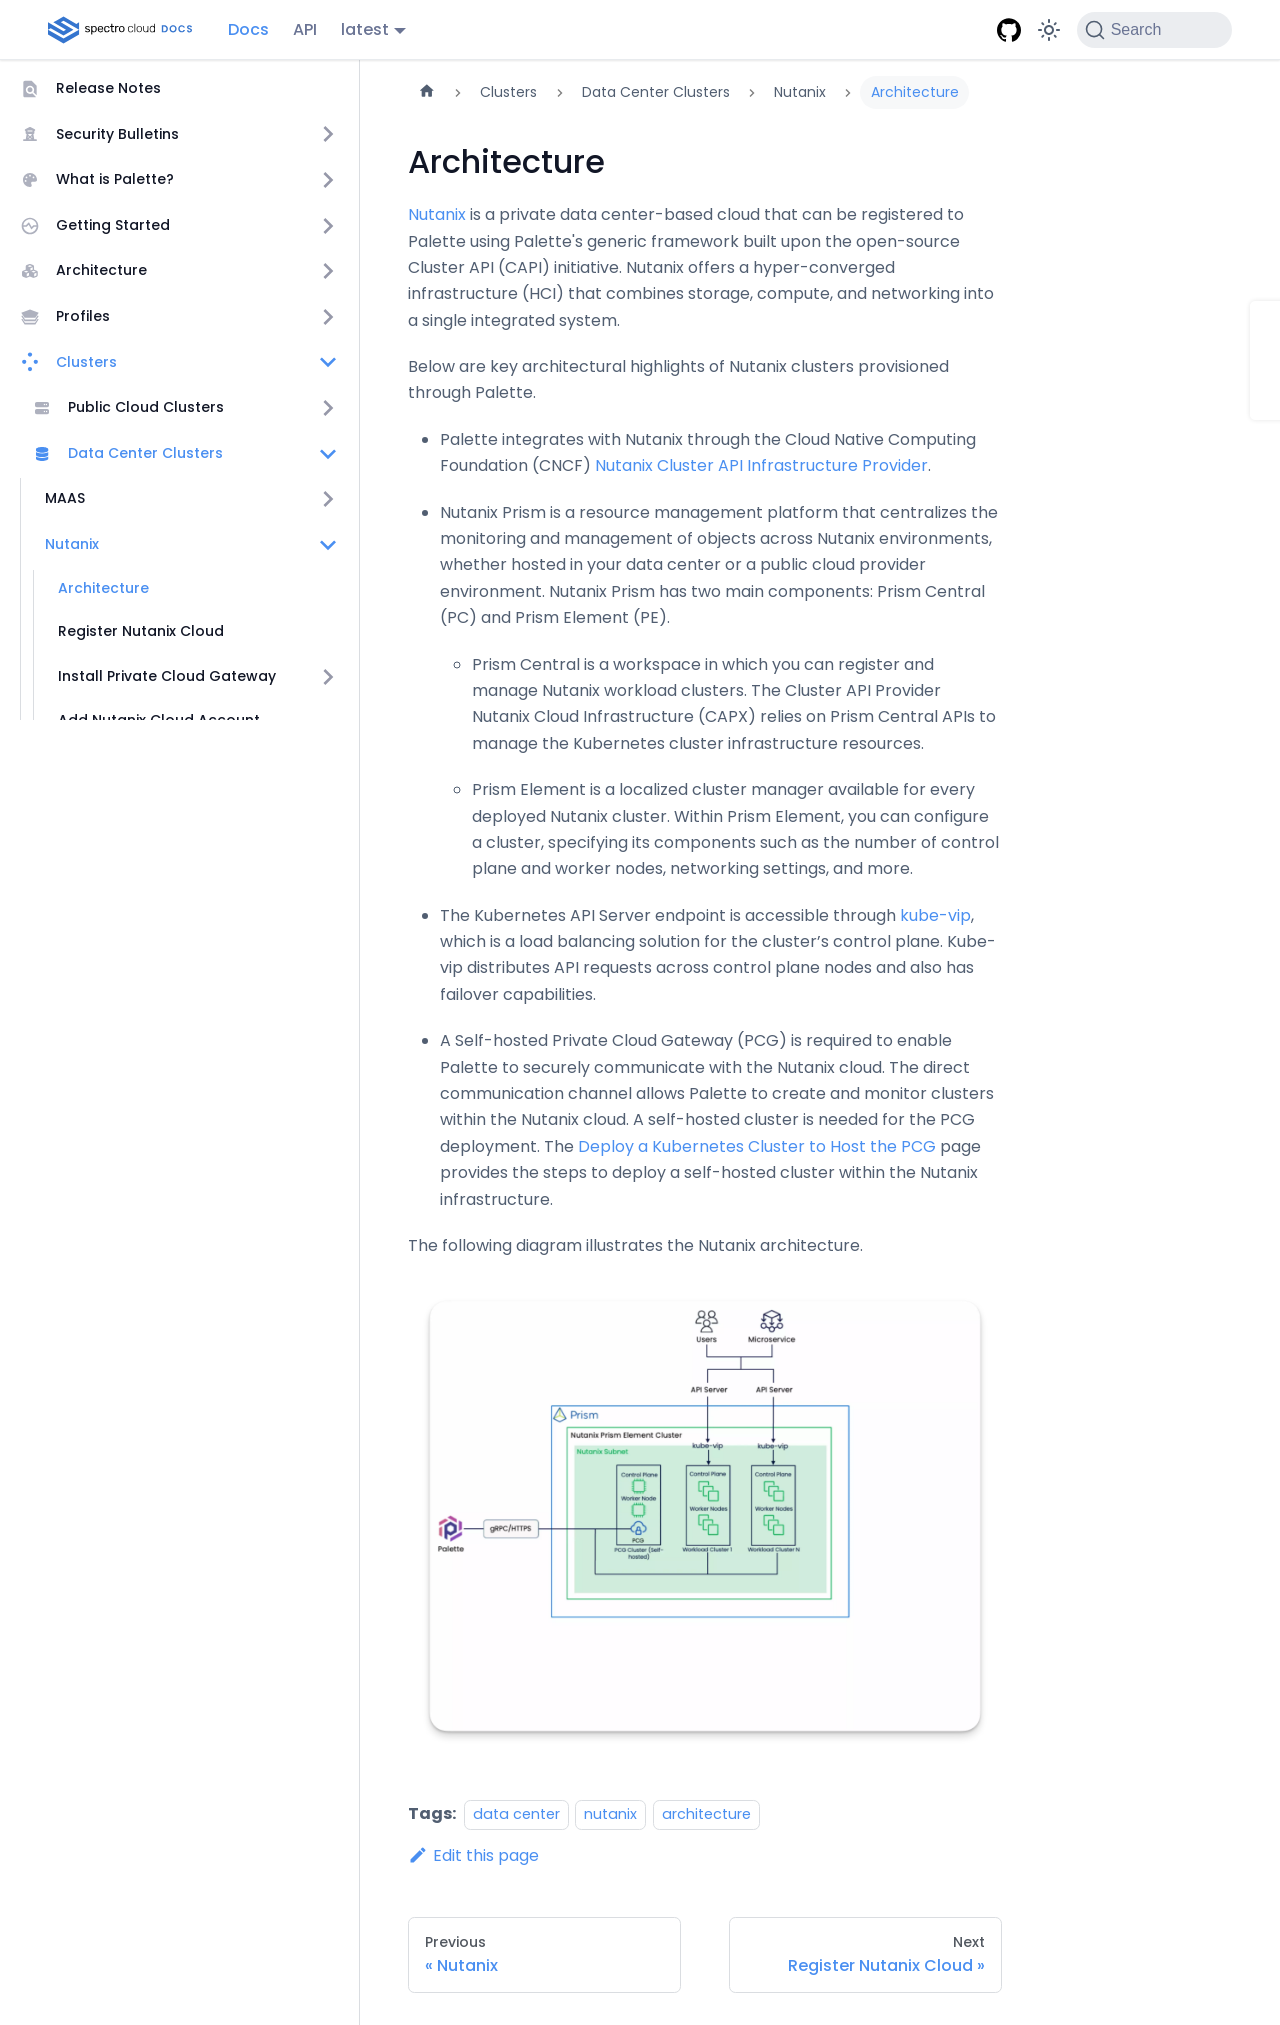 spectro cloud DOCS Docs API latest Search
Release Notes
Security Bulletins
What is Palette?
Getting Started
Architecture
Profiles
Clusters
Public Cloud Clusters
Data Center Clusters
MAAS
Nutanix
Architecture
Register Nutanix Cloud
Install Private Cloud Gateway
Add Nutanix Cloud Account
Clusters Data Center Clusters Nutanix Architecture
Architecture
Nutanix is a private data center-based cloud that can be registered to
Palette using Palette's generic framework built upon the open-source
Cluster API (CAPI) initiative. Nutanix offers a hyper-converged
infrastructure (HCI) that combines storage, compute, and networking into
a single integrated system.
Below are key architectural highlights of Nutanix clusters provisioned
through Palette.
Palette integrates with Nutanix through the Cloud Native Computing
Foundation (CNCF) Nutanix Cluster API Infrastructure Provider.
Nutanix Prism is a resource management platform that centralizes the
monitoring and management of objects across Nutanix environments,
whether hosted in your data center or a public cloud provider
environment. Nutanix Prism has two main components: Prism Central
(PC) and Prism Element (PE).
Prism Central is a workspace in which you can register and
manage Nutanix workload clusters. The Cluster API Provider
Nutanix Cloud Infrastructure (CAPX) relies on Prism Central APIs to
manage the Kubernetes cluster infrastructure resources.
Prism Element is a localized cluster manager available for every
deployed Nutanix cluster. Within Prism Element, you can configure
a cluster, specifying its components such as the number of control
plane and worker nodes, networking settings, and more.
The Kubernetes API Server endpoint is accessible through kube-vip,
which is a load balancing solution for the cluster’s control plane. Kube-
vip distributes API requests across control plane nodes and also has
failover capabilities.
A Self-hosted Private Cloud Gateway (PCG) is required to enable
Palette to securely communicate with the Nutanix cloud. The direct
communication channel allows Palette to create and monitor clusters
within the Nutanix cloud. A self-hosted cluster is needed for the PCG
deployment. The Deploy a Kubernetes Cluster to Host the PCG page
provides the steps to deploy a self-hosted cluster within the Nutanix
infrastructure.
The following diagram illustrates the Nutanix architecture.
Users Microservice
API Server API Server
Prism
Nutanix Prism Element Cluster
kube-vip kube-vip
Nutanix Subnet
Control Plane Control Plane Control Plane
Worker Node Worker Nodes Worker Nodes
gRPC/HTTPS
PCG
Palette
PCG Cluster (Self-
hosted)
Workload Cluster 1 Workload Cluster N
Tags: data center nutanix architecture
Edit this page
Previous
« Nutanix
Next
Register Nutanix Cloud »